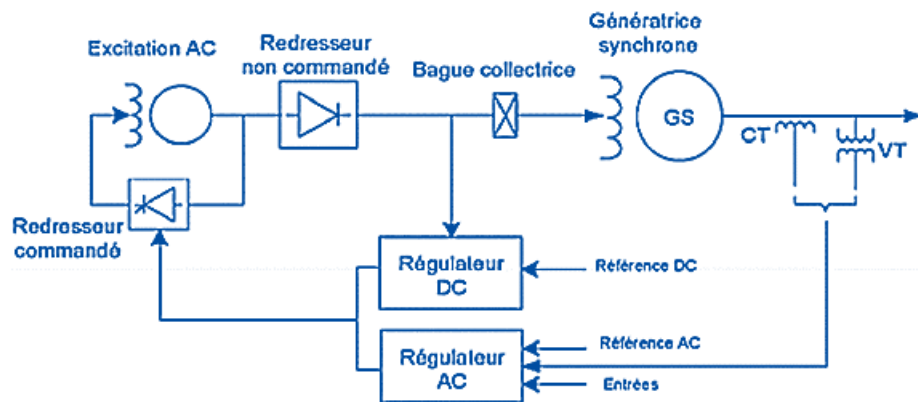 Génératrice
synchrone
Redresseur
non commandé
Excitation AC
Bague collectrice
GS
CT
VT
Redresseur
commandé
Régulateur
DC
Référence DC
Régulateur
AC
Référence AC
Entrées